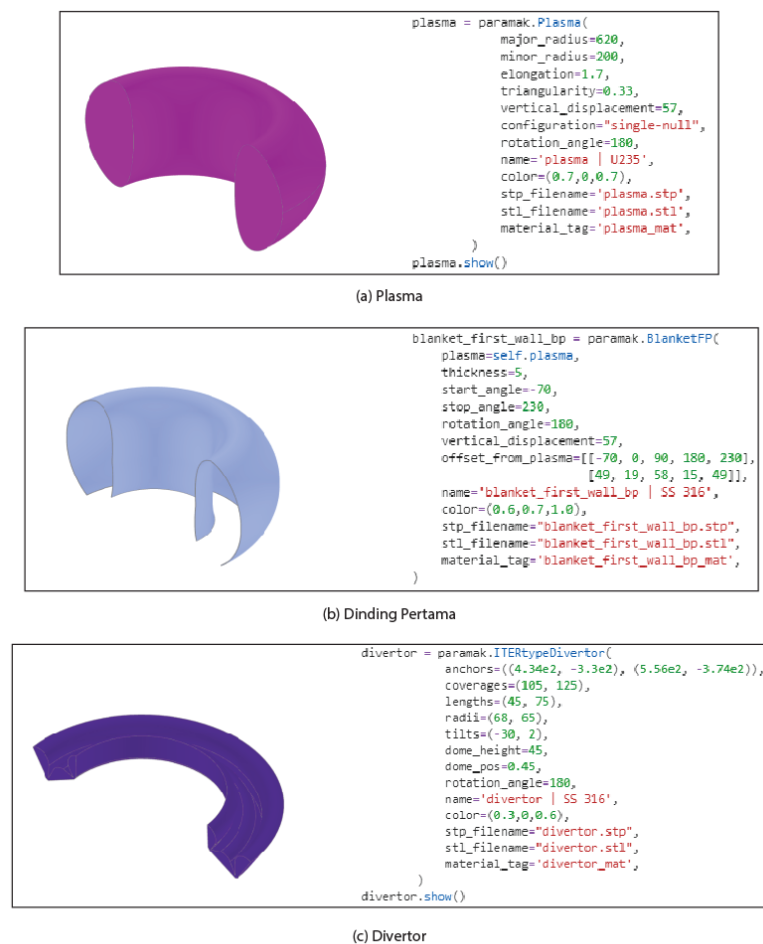 plasma = paramak.Plasma(
major_radius=620,
minor_radius=200,
elongation=1.7,
triangularity=0.33,
vertical_displacement=57,
configuration="single-null",
rotation_angle=180,
name='plasma | U235',
color=(0.7,0,0.7),
stp_filename='plasma.stp',
stl_filename='plasma.stl',
material_tag='plasma_mat',
)
plasma.show()
(a) Plasma
blanket_first_wall_bp = paramak.BlanketFP(
plasma=self.plasma,
thickness=5,
start_angle=-70,
stop_angle=230,
rotation_angle=180,
vertical_displacement=57,
offset_from_plasma=[[-70, 0, 90, 180, 230],
[49, 19, 58, 15, 49]],
name="blanket_first_wall_bp | SS 316",
color=(0.6,0.7,1.0),
stp_filename="blanket_first_wall_bp.stp",
stl_filename="blanket_first_wall_bp.stl",
material_tag='blanket_first_wall_bp_mat',
)
(b) Dinding Pertama
divertor = paramak.ITERtypeDivertor(
anchors=((4.34e2, -3.3e2), (5.56e2, -3.74e2)),
coverages=(105, 125),
lengths=(45, 75),
radii=(68, 65),
tilts=(-30, 2),
dome_height=45,
dome_pos=0.45,
rotation_angle=180,
name='divertor | SS 316',
color=(0.3,0,0.6),
stp_filename="divertor.stp",
stl_filename="divertor.stl",
material_tag='divertor_mat',
)
divertor.show()
(c) Divertor